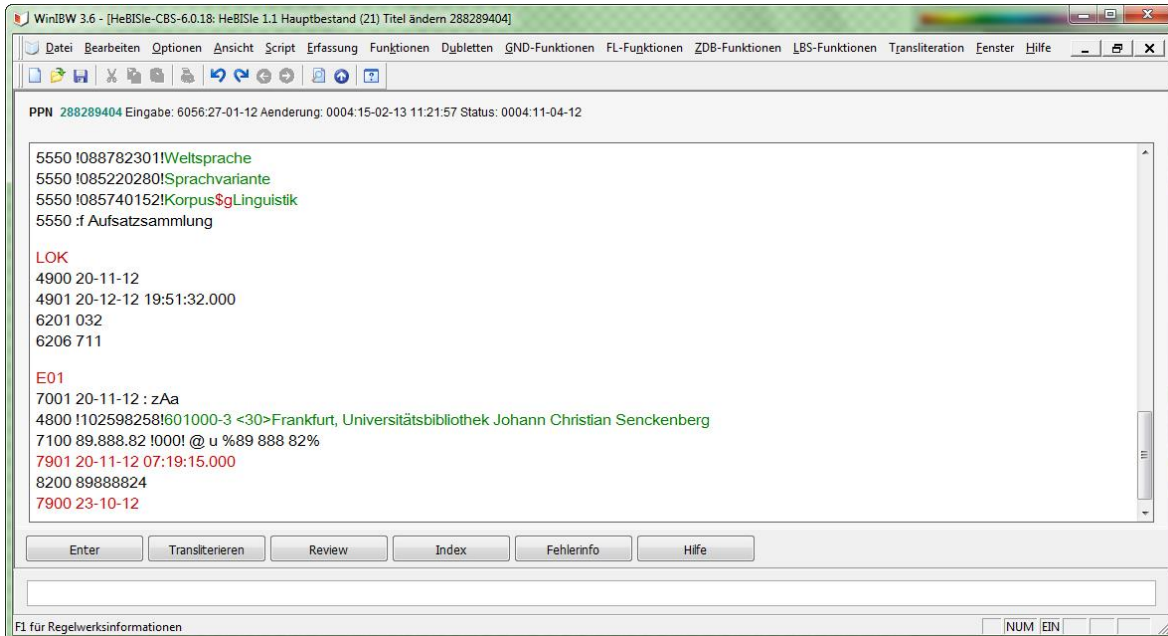 WinIBW 3.6 - [HeBISle-CBS-6.0.18: HeBISle 1.1 Hauptbestand (21) Titel ändern 288289404]
Datei Bearbeiten Optionen Ansicht Script Erfassung Funktionen Dubletten GND-Funktionen FL-Funktionen ZDB-Funktionen LBS-Funktionen Transliteration Fenster Hilfe
PPN 288289404 Eingabe: 6056:27-01-12 Aenderung: 0004:15-02-13 11:21:57 Status: 0004:11-04-12
5550 !088782301!Weltsprache
5550 !085220280!Sprachvariante
5550 !085740152!Korpus$gLinguistik
5550 :f Aufsatzsammlung
LOK
4900 20-11-12
4901 20-12-12 19:51:32.000
6201 032
6206 711
E01
7001 20-11-12 : zAa
4800 !102598258!601000-3 <30>Frankfurt, Universitätsbibliothek Johann Christian Senckenberg
7100 89.888.82 !000! @ u %89 888 82%
7901 20-11-12 07:19:15.000
8200 89888824
7900 23-10-12
Enter Transliterieren Review Index Fehlerinfo Hilfe
F1 für Regelwerksinformationen NUM EIN